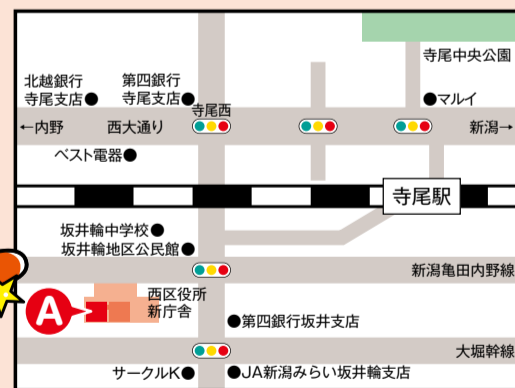 寺尾中央公園
北越銀行
寺尾支店
第四銀行
寺尾支店
マルイ
寺尾西
←内野
西大通り
新潟→
ベスト電器
寺尾駅
坂井輪中学校
坂井輪地区公民館
新潟亀田内野線
西区役所
新庁舎
A
第四銀行坂井支店
大堀幹線
サークルK
JA新潟みらい坂井輪支店